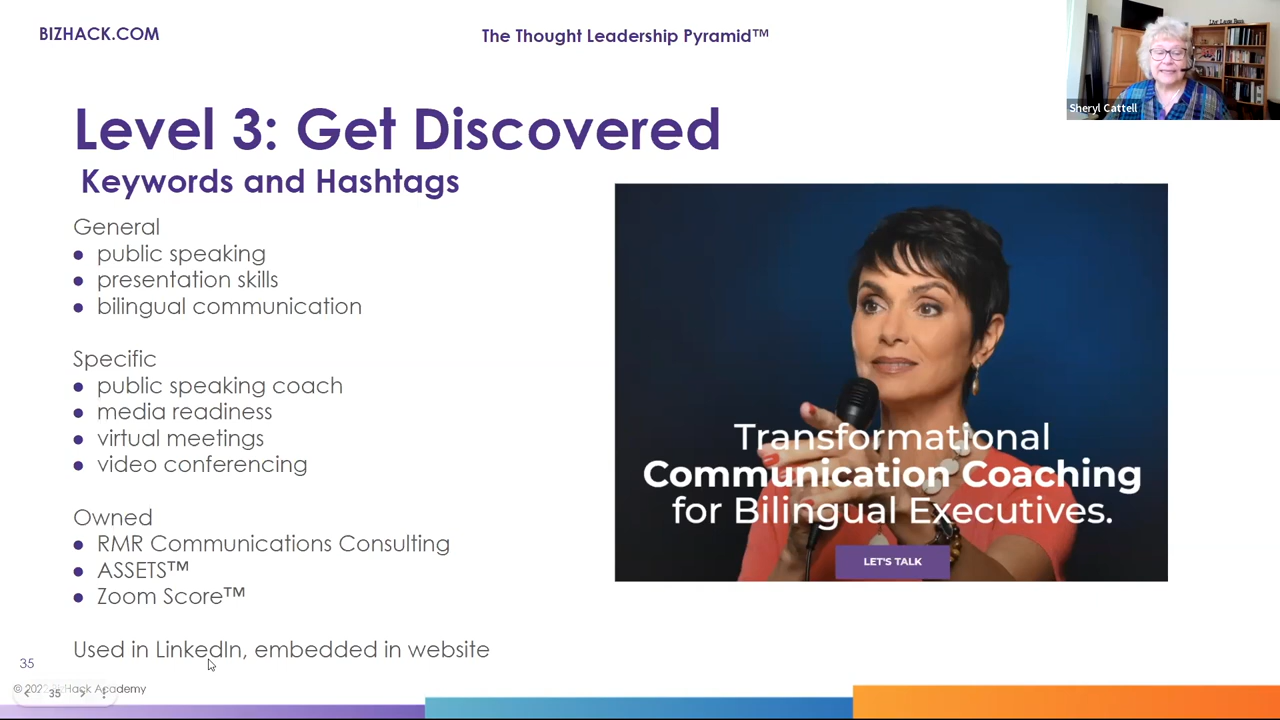 BIZHACK.COM
The Thought Leadership Pyramid™
Sheryl Cattell
Level 3: Get Discovered
Keywords and Hashtags
General
• public speaking
• presentation skills
• bilingual communication
Specific
• public speaking coach
• media readiness
• virtual meetings
• video conferencing
Owned
• RMR Communications Consulting
• ASSETS™
• Zoom Score™
Used in LinkedIn, embedded in website
Transformational
Communication Coaching
for Bilingual Executives.
LET'S TALK
35
Academy
35